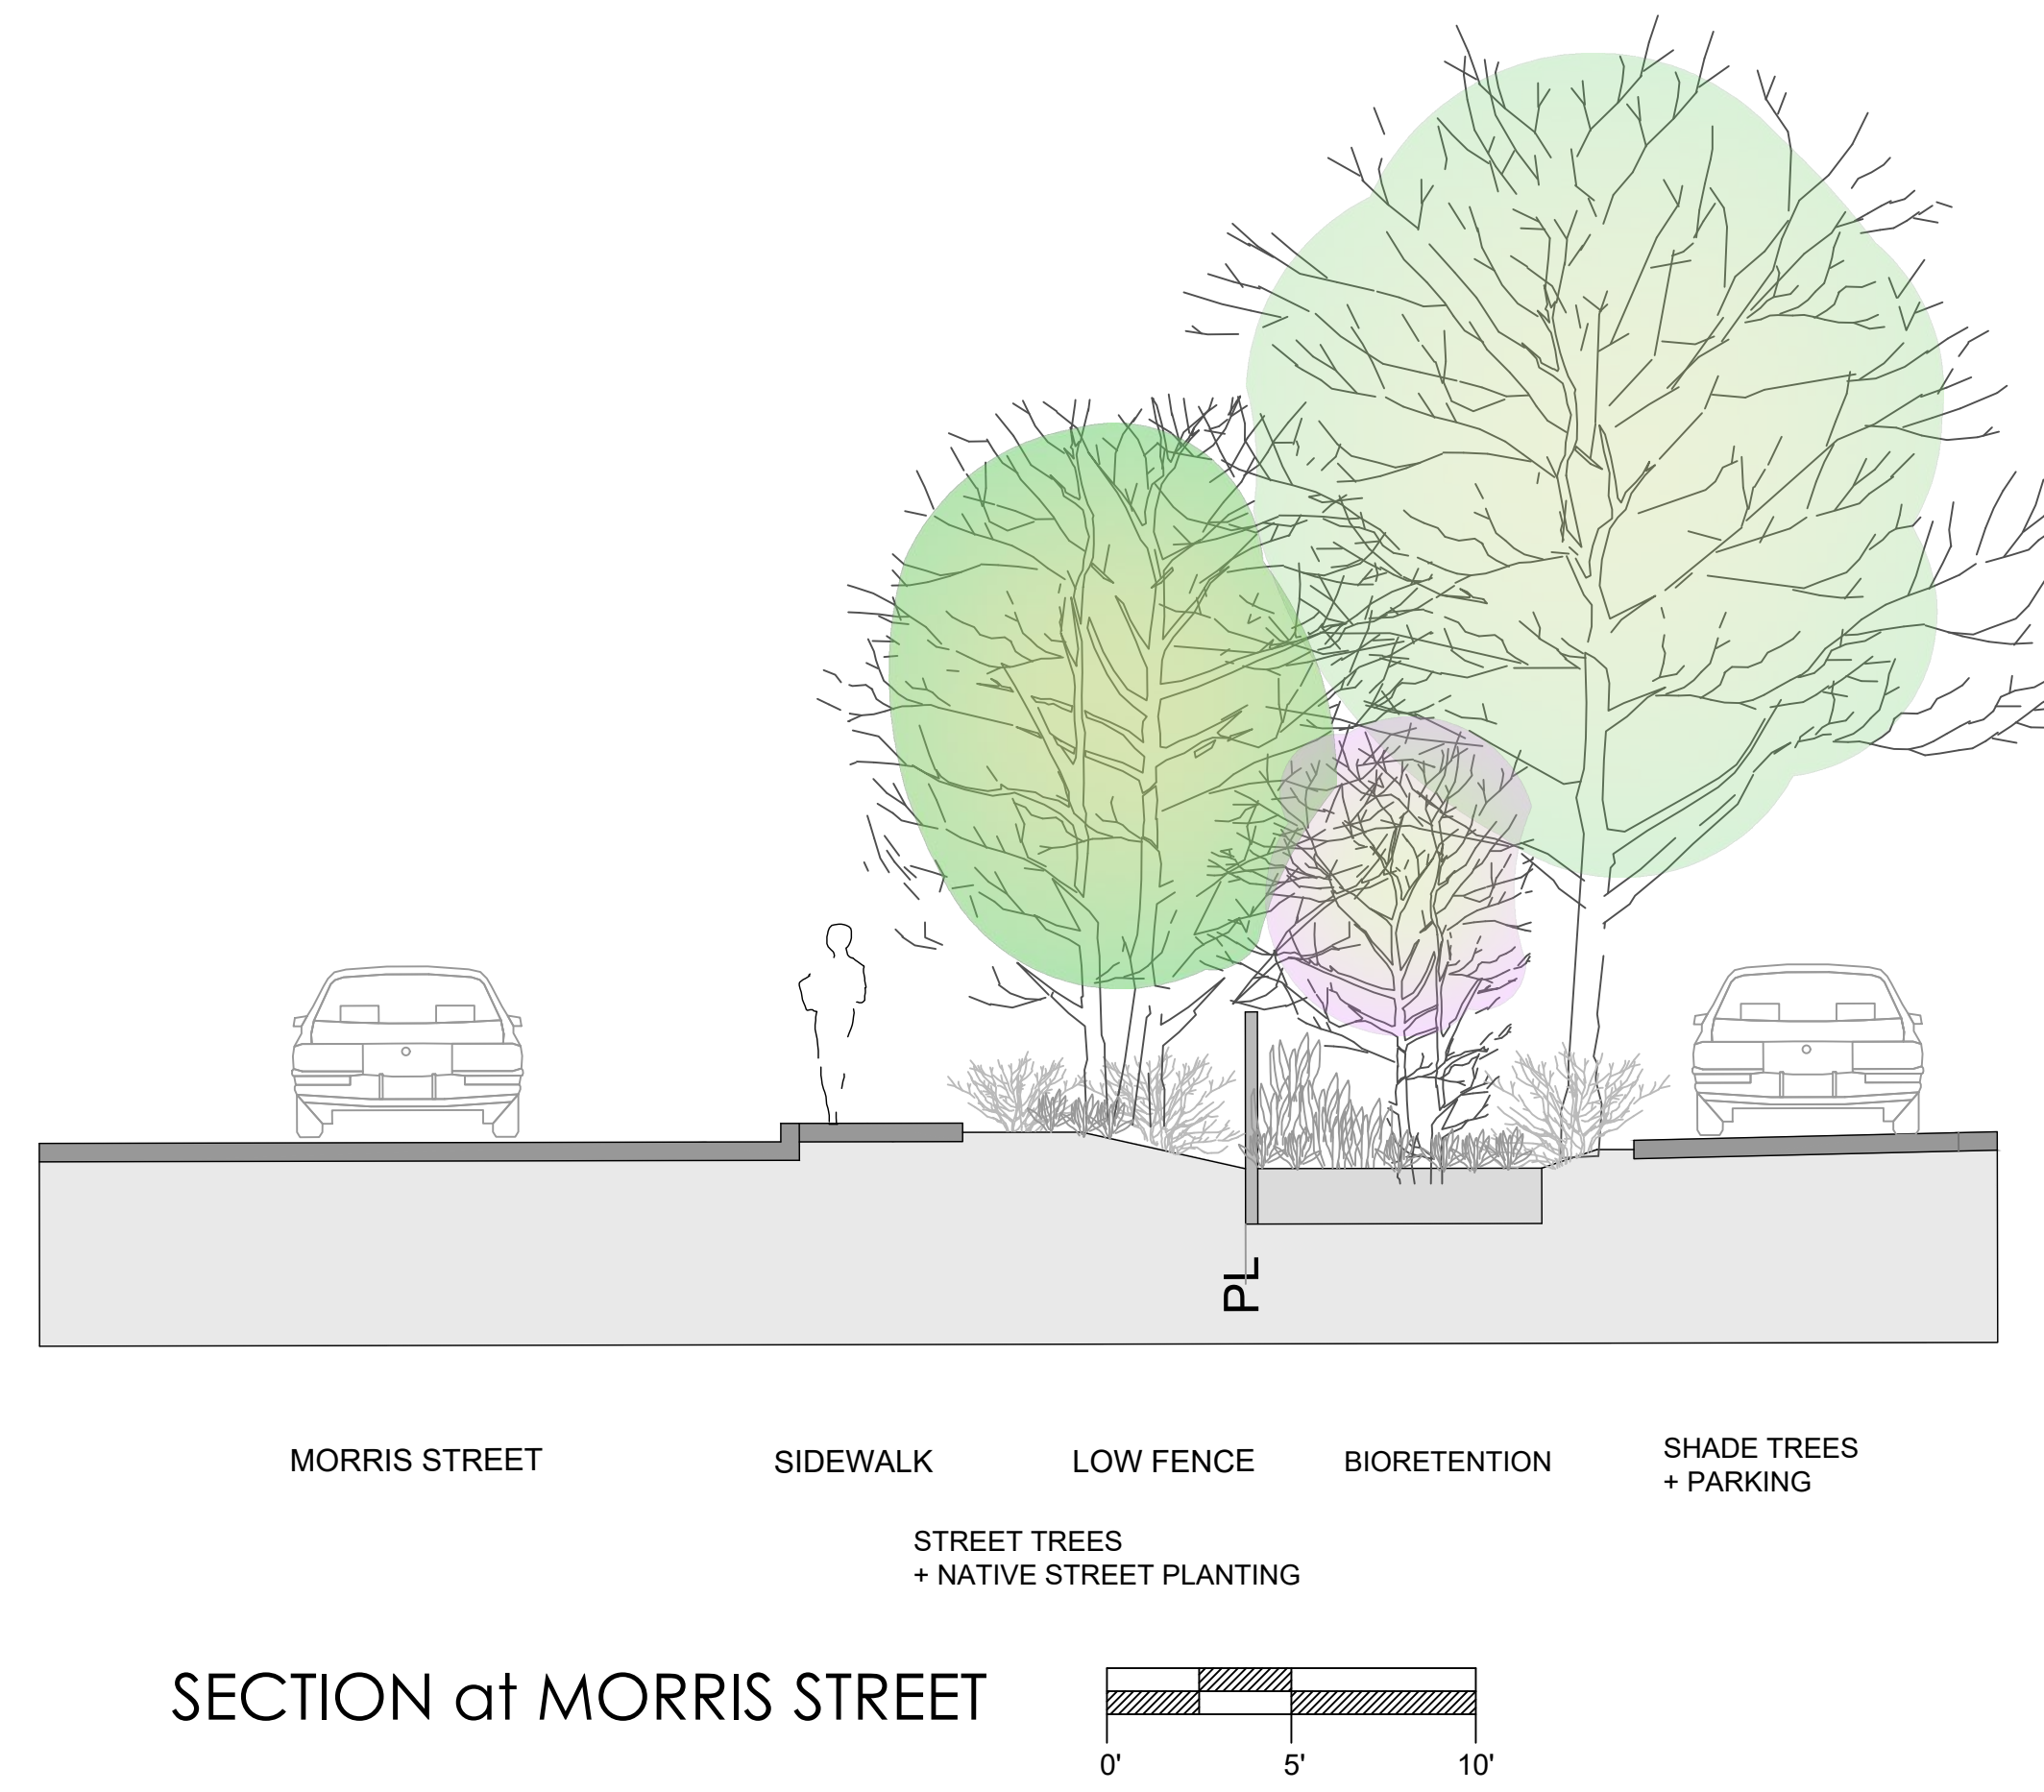 PL
MORRIS STREET
SIDEWALK
LOW FENCE
BIORETENTION
SHADE TREES
+ PARKING
STREET TREES
+ NATIVE STREET PLANTING
SECTION at MORRIS STREET
0' 5' 10'